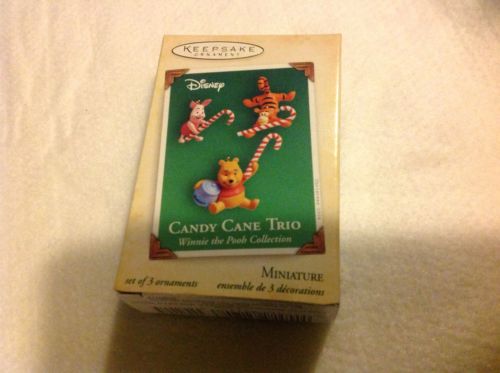 KEEPSAKE
ORNAMENT
Disney
CANDY CANE TRIO
Winnie the Pooh Collection
MINIATURE
set of 3 ornaments
ensemble de 3 décorations